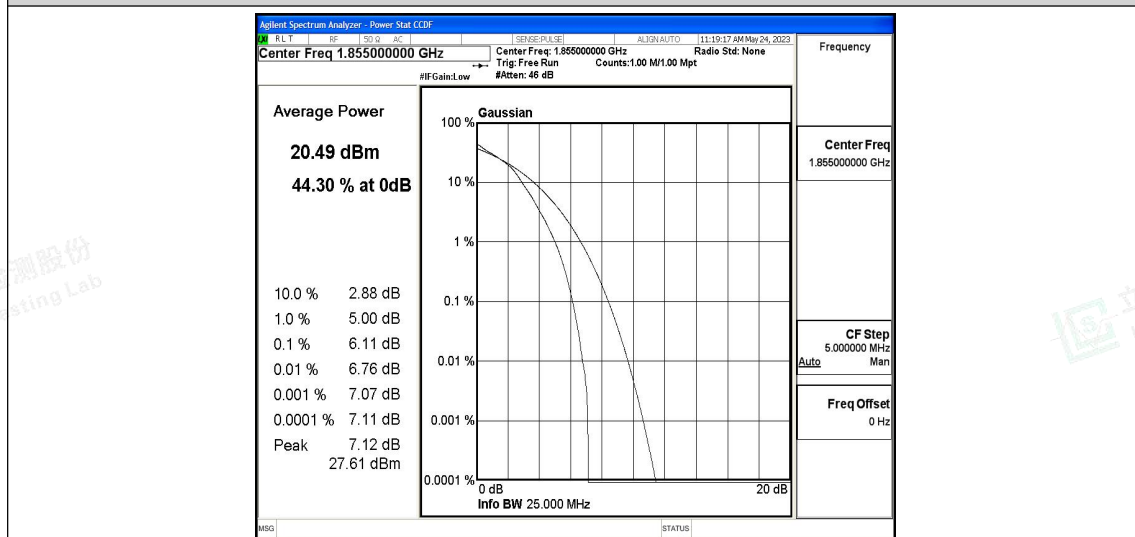 Agilent Spectrum Analyzer - Power Stat CCDF
LXI RLT RF 50 Ω AC SENSE:PULSE ALIGN AUTO 11:19:17 AM May 24, 2023
Center Freq 1.855000000 GHz
Center Freq: 1.855000000 GHz Radio Std: None
Trig: Free Run Counts:1.00 M/1.00 Mpt
#IFGain:Low #Atten: 46 dB
Frequency
Average Power
20.49 dBm
44.30 % at 0dB
10.0 % 2.88 dB
1.0 % 5.00 dB
0.1 % 6.11 dB
0.01 % 6.76 dB
0.001 % 7.07 dB
0.0001 % 7.11 dB
Peak 7.12 dB
27.61 dBm
Gaussian
100 %
10 %
1 %
0.1 %
0.01 %
0.001 %
0.0001 %
0 dB 20 dB
Info BW 25.000 MHz
Center Freq
1.855000000 GHz
CF Step
5.000000 MHz
Auto Man
Freq Offset
0 Hz
MSG STATUS
测股份
sting Lab
立